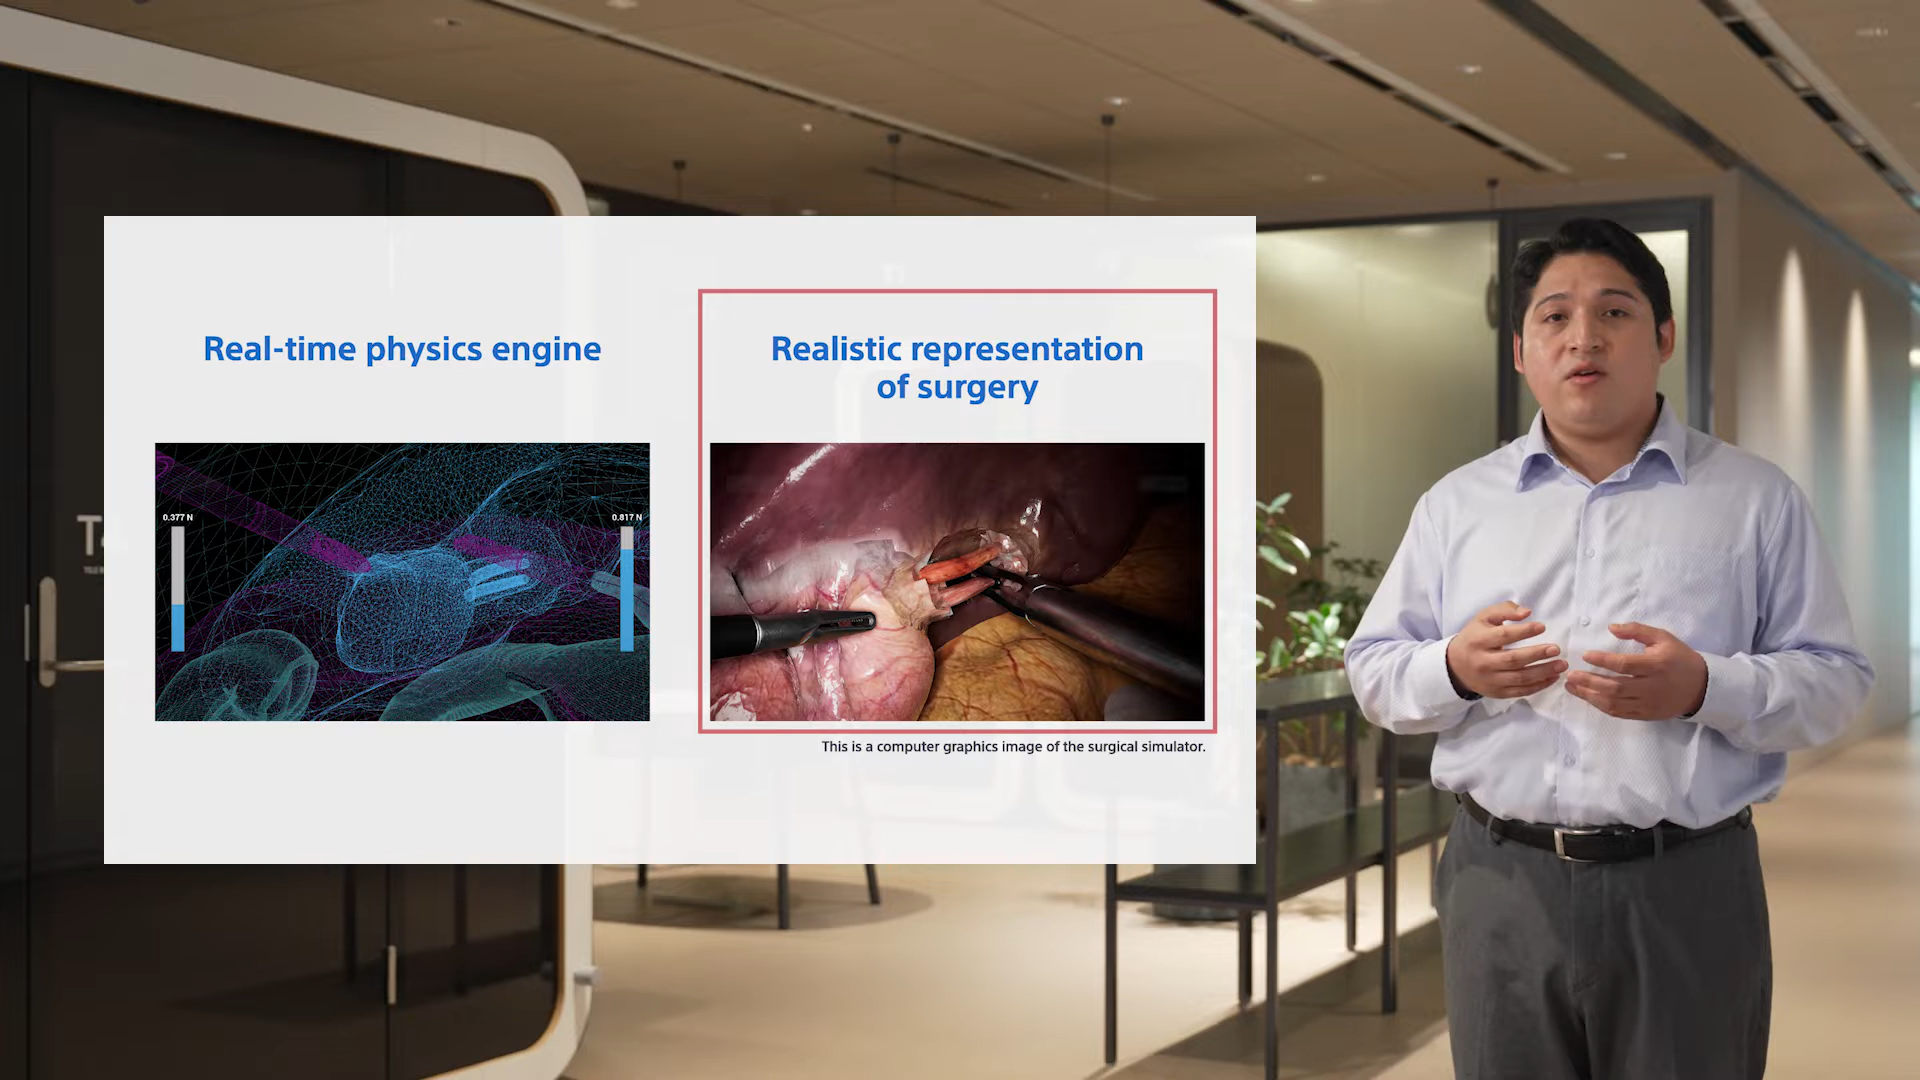 Real-time physics engine
Realistic representation
of surgery
0.377 N
0.817 N
This is a computer graphics image of the surgical simulator.